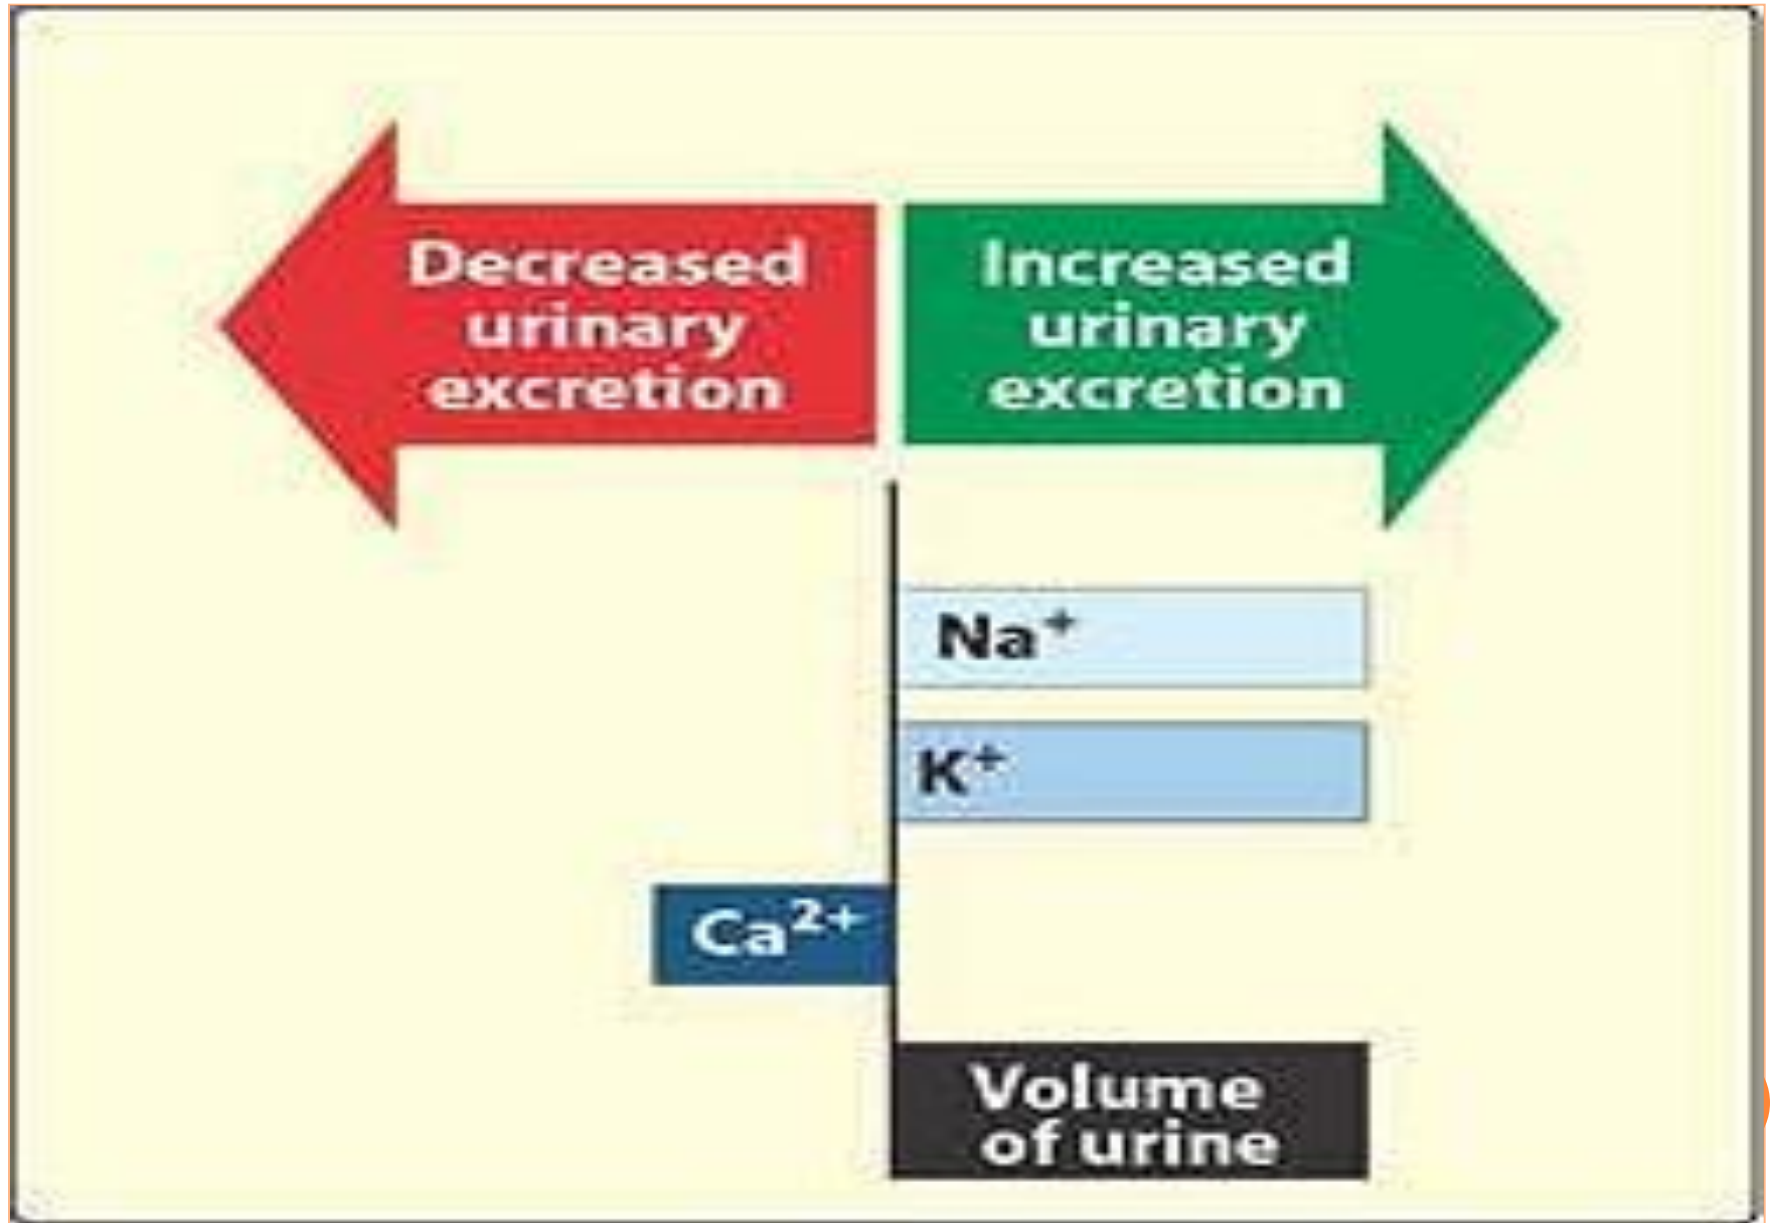 Decreased
urinary
excretion
Increased
urinary
excretion
Na⁺
K⁺
Ca²⁺
Volume
of urine